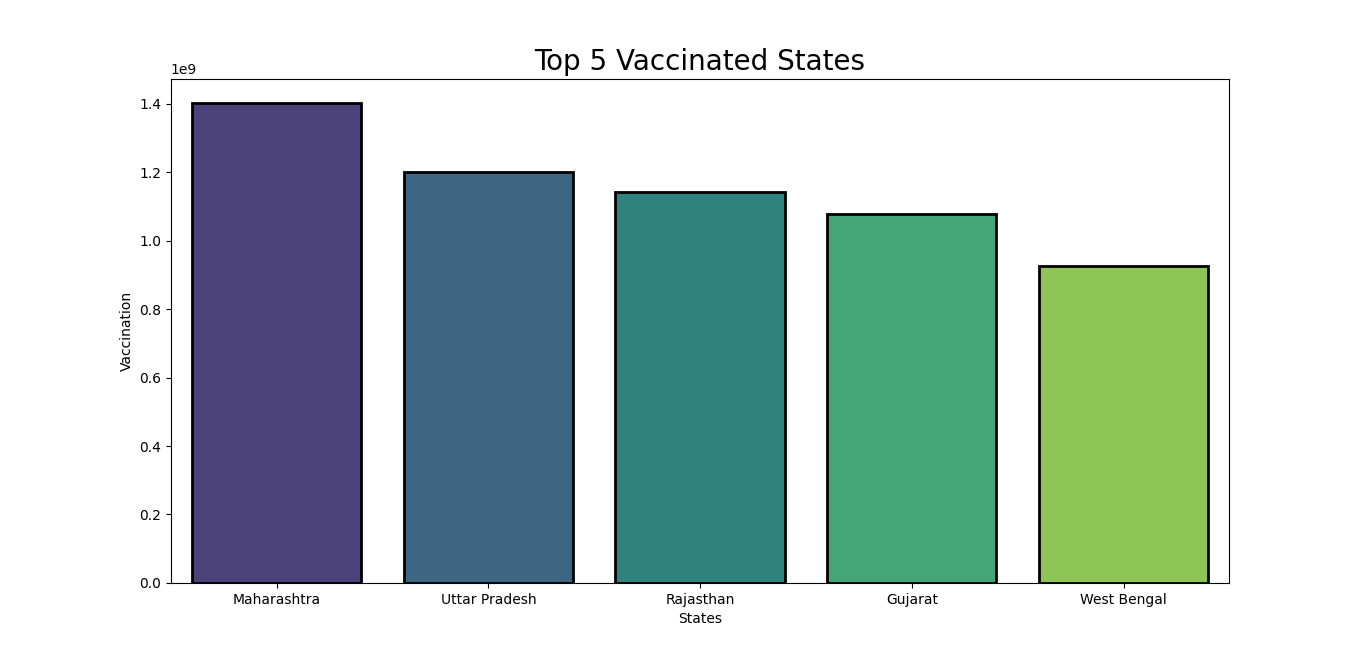 Top 5 Vaccinated States
1e9
1.4
1.2
1.0
0.8
0.6
0.4
0.2
0.0
Vaccination
Maharashtra Uttar Pradesh Rajasthan Gujarat West Bengal
States